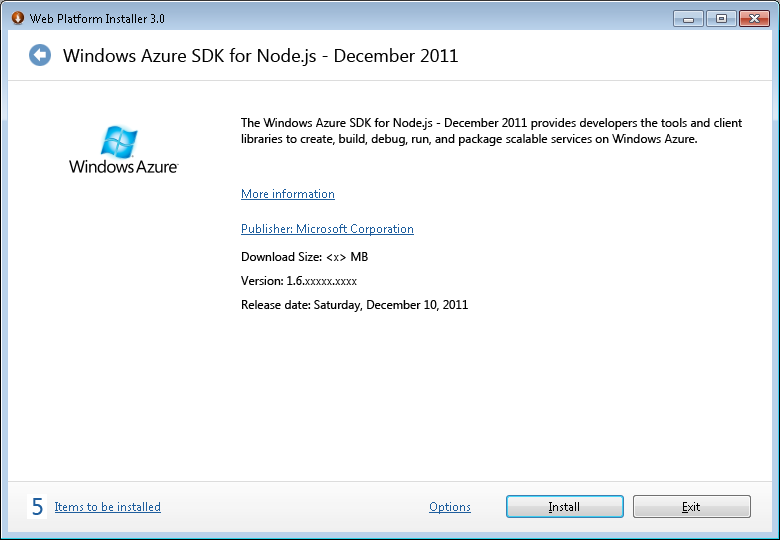 Web Platform Installer 3.0
Windows Azure SDK for Node.js - December 2011
Windows Azure
The Windows Azure SDK for Node.js - December 2011 provides developers the tools and client
libraries to create, build, debug, run, and package scalable services on Windows Azure.
More information
Publisher: Microsoft Corporation
Download Size: <x> MB
Version: 1.6.xxxxx.xxxx
Release date: Saturday, December 10, 2011
5 Items to be installed
Options
Install
Exit